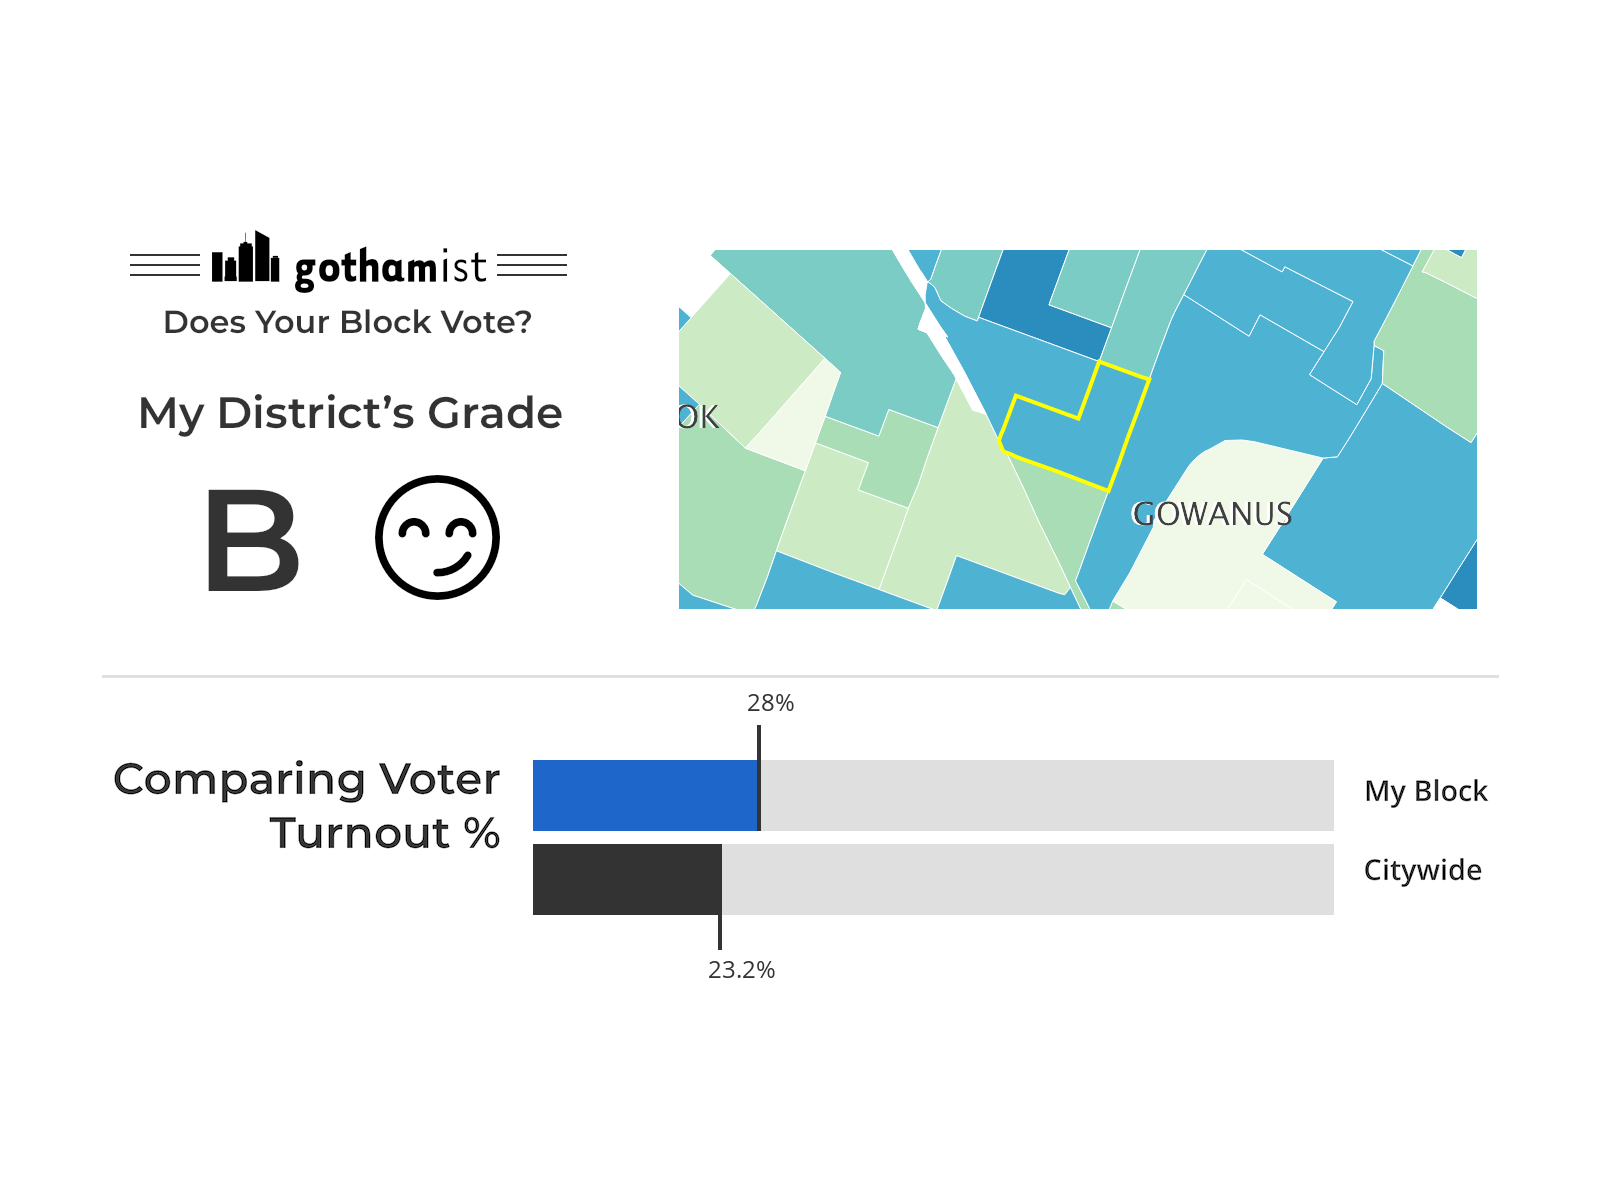 gothamist
Does Your Block Vote?
My District's Grade
B
OK
GOWANUS
28%
Comparing Voter
Turnout %
My Block
Citywide
23.2%